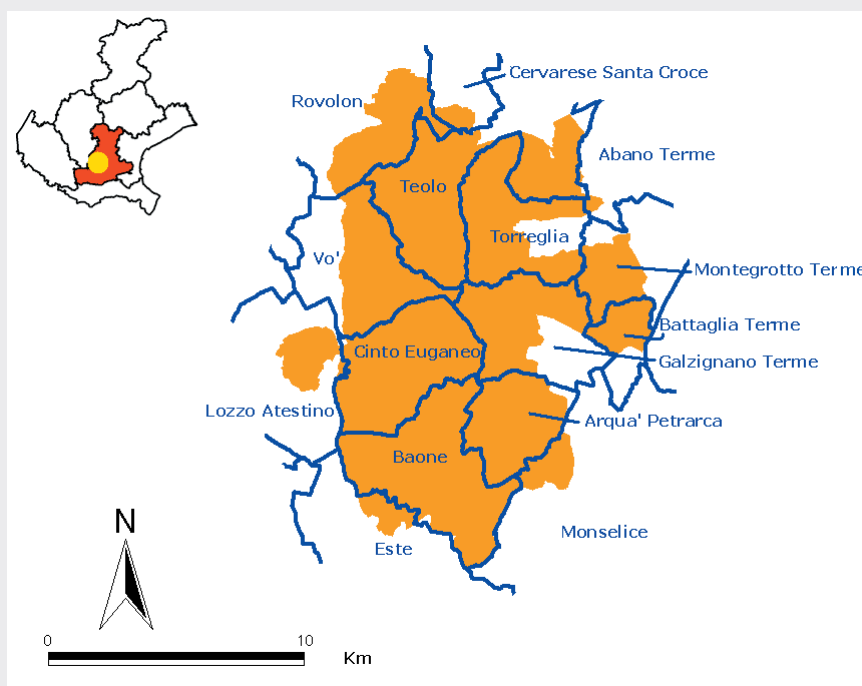 Cervarese Santa Croce
Rovolon
Abano Terme
Teolo
Torreglia
Vo'
Montegrotto Terme
Battaglia Terme
Cinto Euganeo
Galzignano Terme
Lozzo Atestino
Arqua' Petrarca
Baone
N
Monselice
Este
0 10
Km